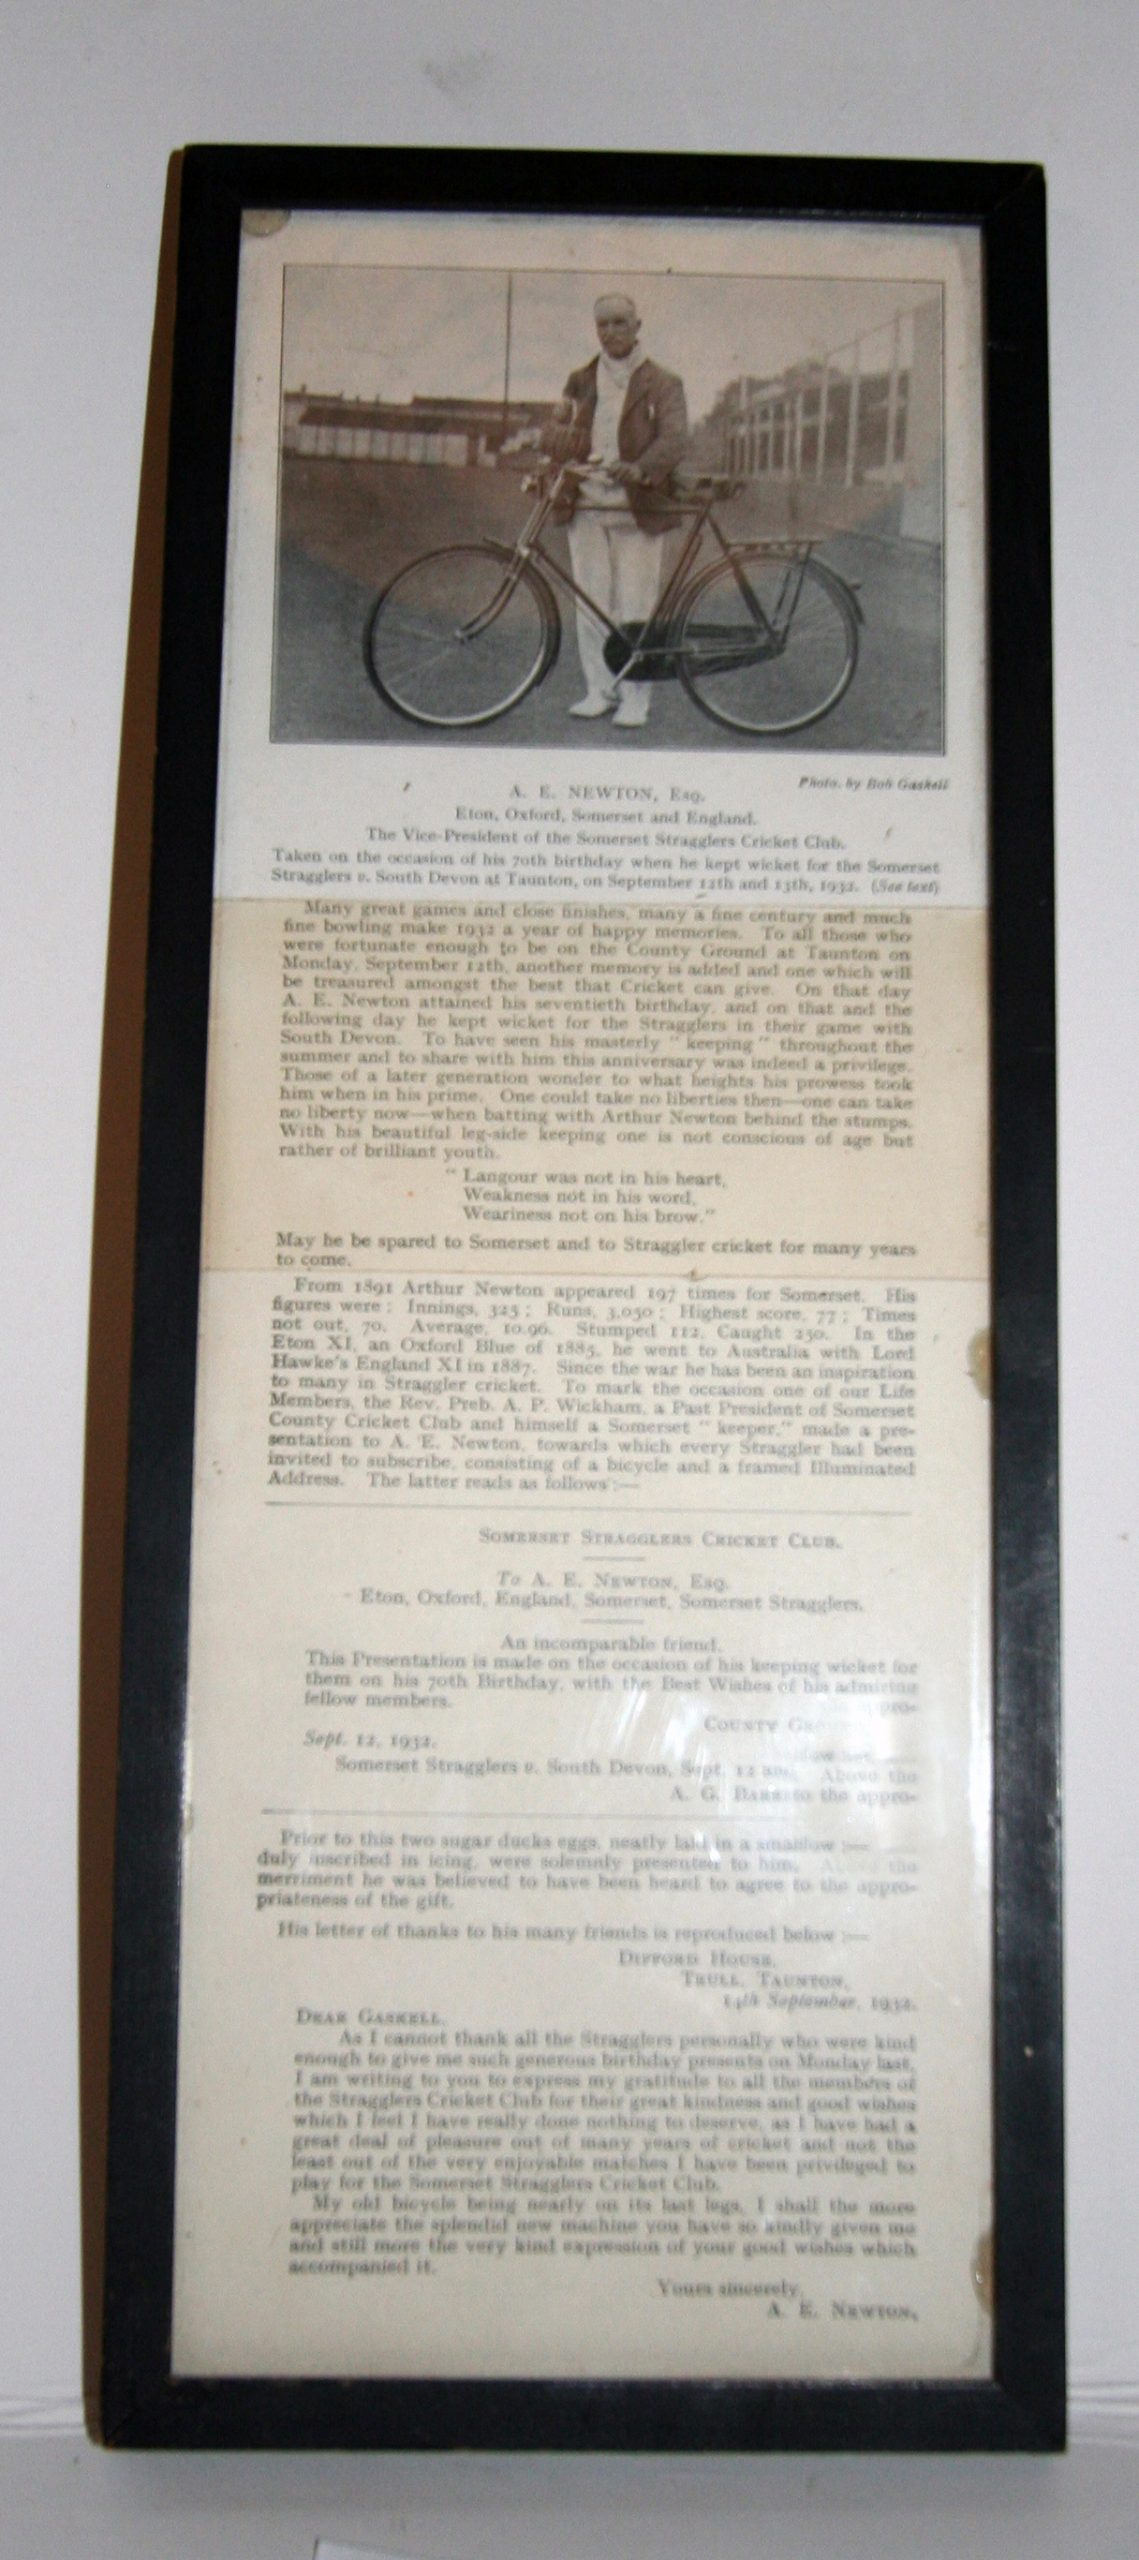 Photo. by Bob Gaskell
A. E. NEWTON, Esq.
Eton, Oxford, Somerset and England.
The Vice-President of the Somerset Stragglers Cricket Club.
Taken on the occasion of his 70th birthday when he kept wicket for the Somerset
Stragglers v. South Devon at Taunton, on September 12th and 13th, 1932. (See text)
Many great games and close finishes, many a fine century and much
fine bowling make 1932 a year of happy memories. To all those who
were fortunate enough to be on the County Ground at Taunton on
Monday, September 12th, another memory is added and one which will
be treasured amongst the best that Cricket can give. On that day
A. E. Newton attained his seventieth birthday, and on that and the
following day he kept wicket for the Stragglers in their game with
South Devon. To have seen his masterly " keeping " throughout the
summer and to share with him this anniversary was indeed a privilege.
Those of a later generation wonder to what heights his prowess took
him when in his prime. One could take no liberties then—one can take
no liberty now—when batting with Arthur Newton behind the stumps.
With his beautiful leg-side keeping one is not conscious of age but
rather of brilliant youth.
" Langour was not in his heart,
Weakness not in his word,
Weariness not on his brow."
May he be spared to Somerset and to Straggler cricket for many years
to come.
From 1891 Arthur Newton appeared 197 times for Somerset. His
figures were: Innings, 325; Runs, 3,050; Highest score, 77; Times
not out, 70. Average, 10.96. Stumped 112, Caught 250. In the
Eton XI, an Oxford Blue of 1885, he went to Australia with Lord
Hawke's England XI in 1887. Since the war he has been an inspiration
to many in Straggler cricket. To mark the occasion one of our Life
Members, the Rev. Preb. A. P. Wickham, a Past President of Somerset
County Cricket Club and himself a Somerset " keeper," made a pre-
sentation to A. E. Newton, towards which every Straggler had been
invited to subscribe, consisting of a bicycle and a framed Illuminated
Address. The latter reads as follows:—
SOMERSET STRAGGLERS CRICKET CLUB.
To A. E. NEWTON, ESQ.
Eton, Oxford, England, Somerset, Somerset Stragglers.
An incomparable friend.
This Presentation is made on the occasion of his keeping wicket for
them on his 70th Birthday, with the Best Wishes of his admiring
fellow members.
COUNTY
Sept. 12, 1932.
Somerset Stragglers v. South Devon, Sept. 12
A. G.
Prior to this two sugar ducks eggs, neatly laid in a
duly inscribed in icing, were solemnly presented to him. Above the
merriment he was believed to have been heard to agree to the appro-
priateness of the gift.
His letter of thanks to his many friends is reproduced below :—
DIFFORD HOUSE,
TRULL, TAUNTON,
14th September, 1932.
DEAR GASKELL,
As I cannot thank all the Stragglers personally who were kind
enough to give me such generous birthday presents on Monday last,
I am writing to you to express my gratitude to all the members of
the Stragglers Cricket Club for their great kindness and good wishes
which I feel I have really done nothing to deserve, as I have had a
great deal of pleasure out of many years of cricket and not the
least out of the very enjoyable matches I have been privileged to
play for the Somerset Stragglers Cricket Club.
My old bicycle being nearly on its last legs, I shall the more
appreciate the splendid new machine you have so kindly given me
and still more the very kind expression of your good wishes which
accompanied it.
Yours sincerely,
A. E. NEWTON.